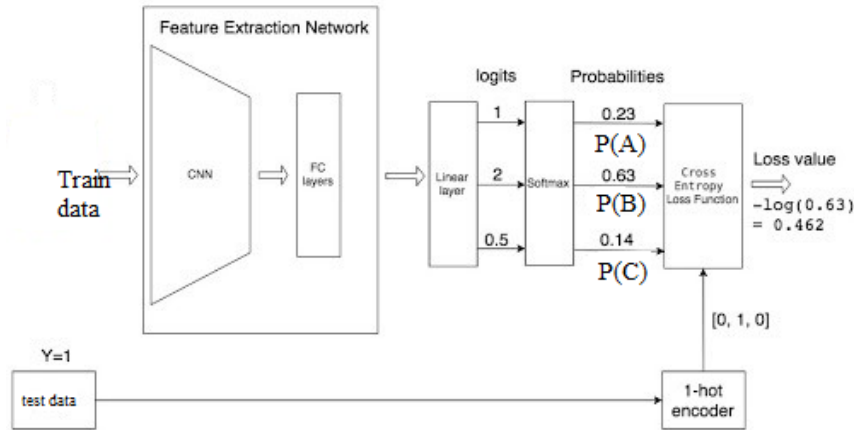 Feature Extraction Network
logits
Probabilities
1
0.23
P(A)
Train
data
CNN
FC
layers
Linear
layer
2
Softmax
0.63
P(B)
Cross
Entropy
Loss Function
Loss value
-log(0.63)
= 0.462
0.5
0.14
P(C)
[0, 1, 0]
Y=1
test data
1-hot
encoder